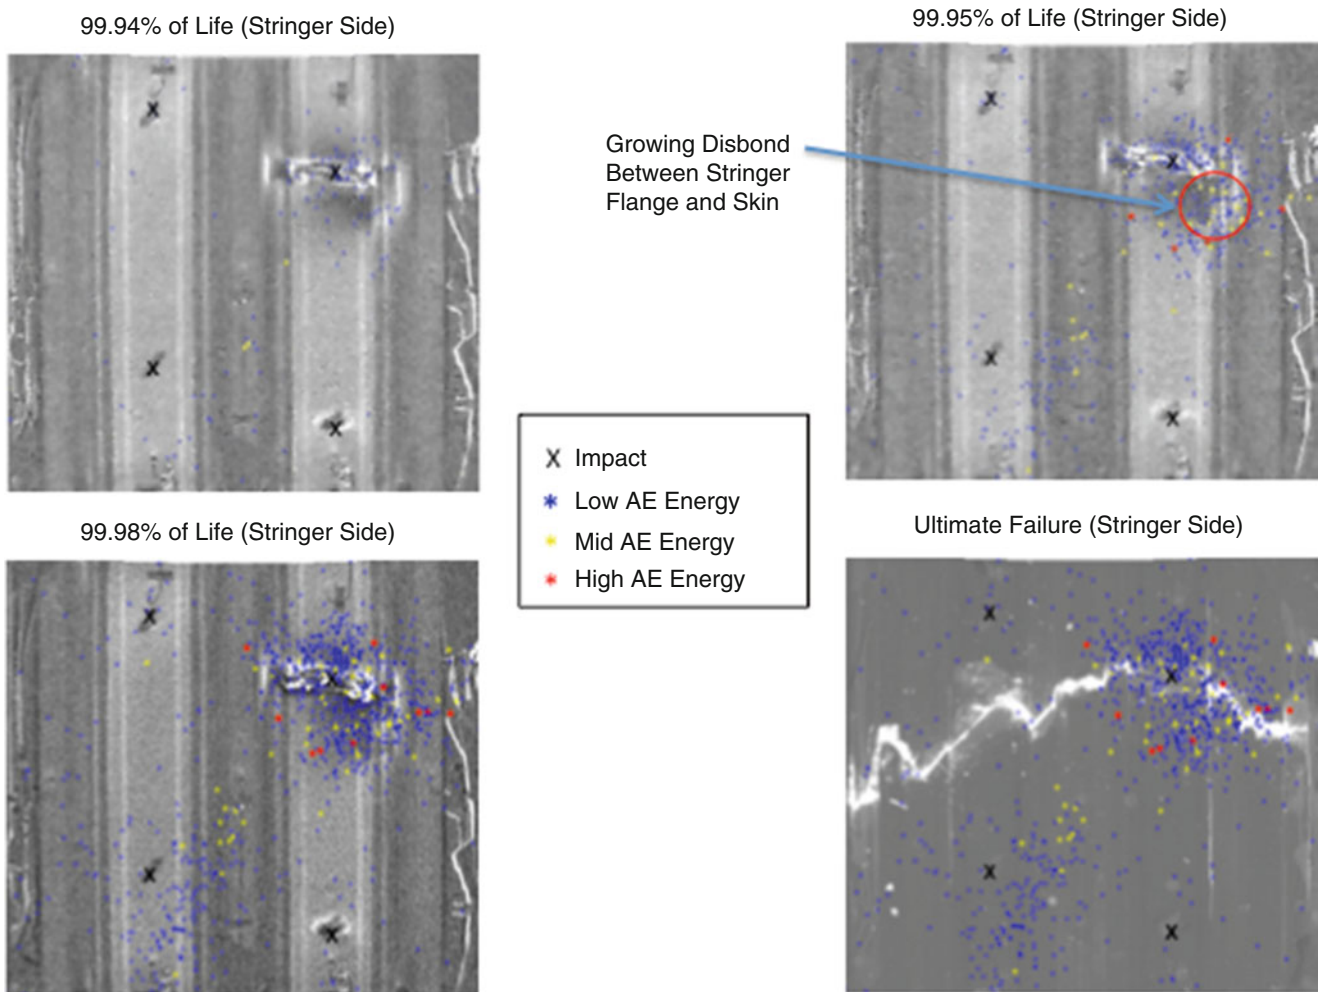 99.94% of Life (Stringer Side)
99.95% of Life (Stringer Side)
Growing Disbond
Between Stringer
Flange and Skin
X Impact
Low AE Energy
Mid AE Energy
High AE Energy
99.98% of Life (Stringer Side)
Ultimate Failure (Stringer Side)